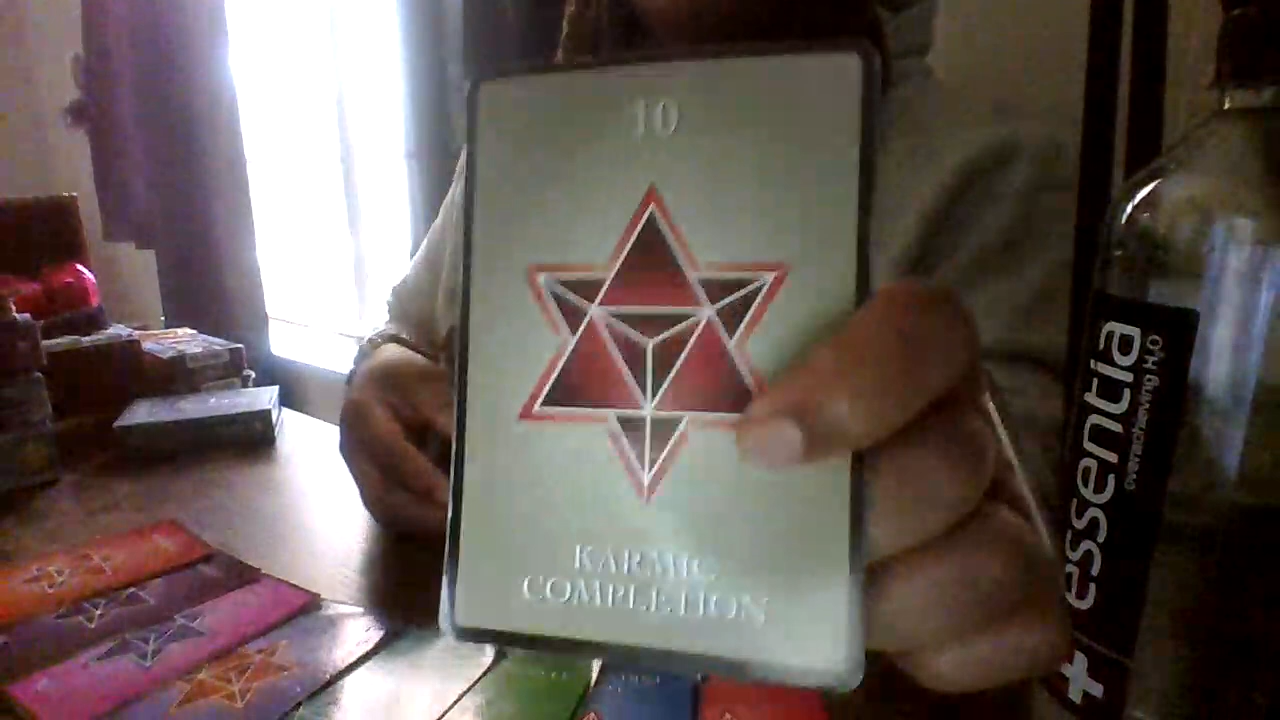 10
KARMIC
COMPLETION
essentia
overachieving H₂O